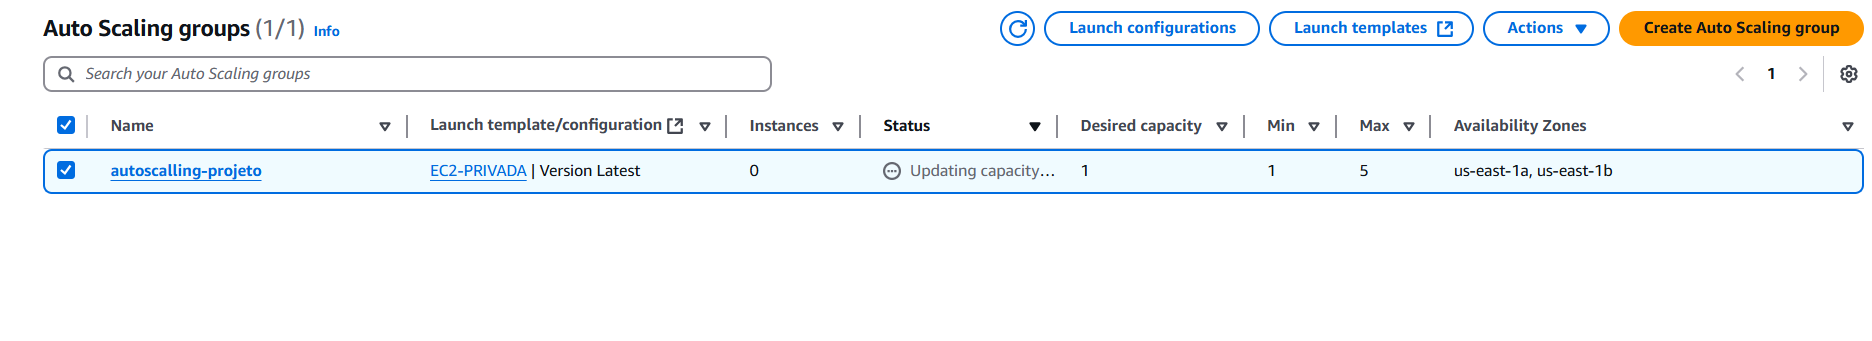 Auto Scaling groups (1/1) Info
Launch configurations
Launch templates
Actions
Create Auto Scaling group
Search your Auto Scaling groups
1
Name Launch template/configuration Instances Status Desired capacity Min Max Availability Zones
autoscalling-projeto EC2-PRIVADA | Version Latest 0 Updating capacity... 1 1 5 us-east-1a, us-east-1b